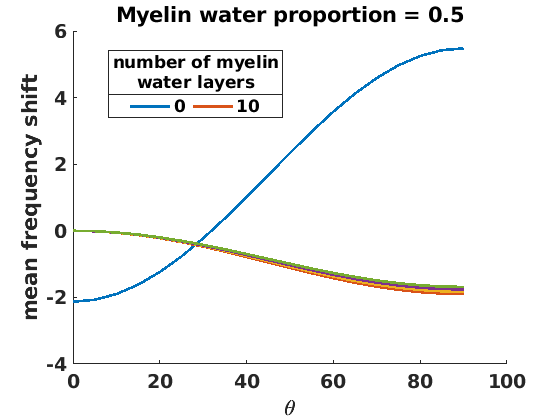 Myelin water proportion = 0.5
number of myelin
water layers
0 10
mean frequency shift
6
4
2
0
-2
-4
0 20 40 60 80 100
θ